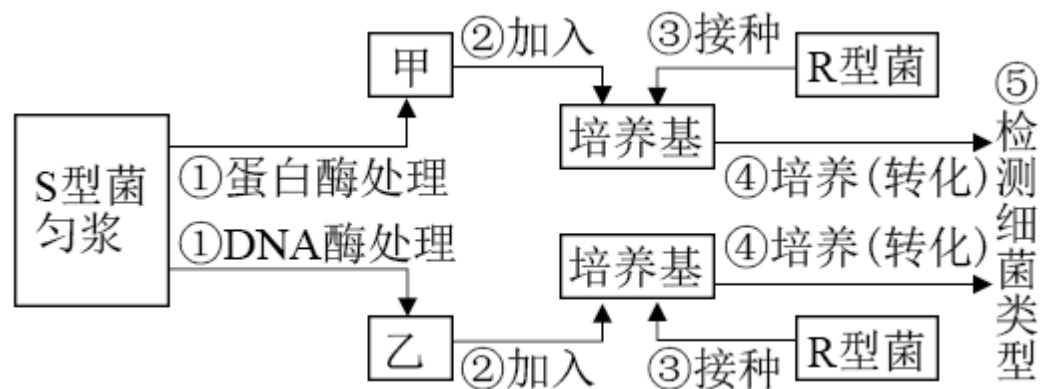 甲
②加入
③接种
R型菌
S型菌
匀浆
①蛋白酶处理
培养基
④培养(转化)
①DNA酶处理
培养基
④培养(转化)
乙
②加入
③接种
R型菌
⑤检测细菌类型